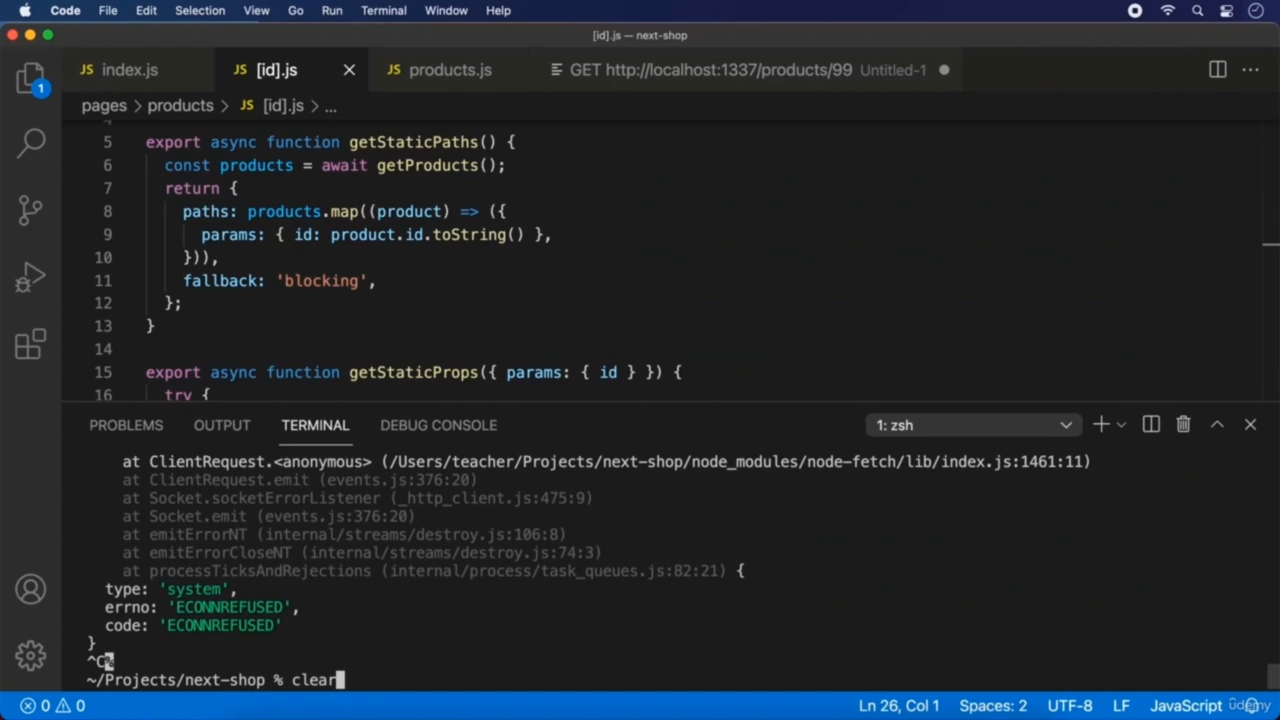 Code File Edit Selection View Go Run Terminal Window Help
[id].js — next-shop
JS index.js JS [id].js JS products.js GET http://localhost:1337/products/99 Untitled-1
pages > products > JS [id].js > ...
4
5 export async function getStaticPaths() {
6 const products = await getProducts();
7 return {
8 paths: products.map((product) => ({
9 params: { id: product.id.toString() },
10 })),
11 fallback: 'blocking',
12 };
13 }
14
15 export async function getStaticProps({ params: { id } }) {
16 try {
1
PROBLEMS OUTPUT TERMINAL DEBUG CONSOLE 1: zsh
at ClientRequest.<anonymous> (/Users/teacher/Projects/next-shop/node_modules/node-fetch/lib/index.js:1461:11)
at ClientRequest.emit (events.js:376:20)
at Socket.socketErrorListener (_http_client.js:475:9)
at Socket.emit (events.js:376:20)
at emitErrorNT (internal/streams/destroy.js:106:8)
at emitErrorCloseNT (internal/streams/destroy.js:74:3)
at processTicksAndRejections (internal/process/task_queues.js:82:21) {
type: 'system',
errno: 'ECONNREFUSED',
code: 'ECONNREFUSED'
}
^C%
~/Projects/next-shop % clear
0 0 Ln 26, Col 1 Spaces: 2 UTF-8 LF JavaScript udemy